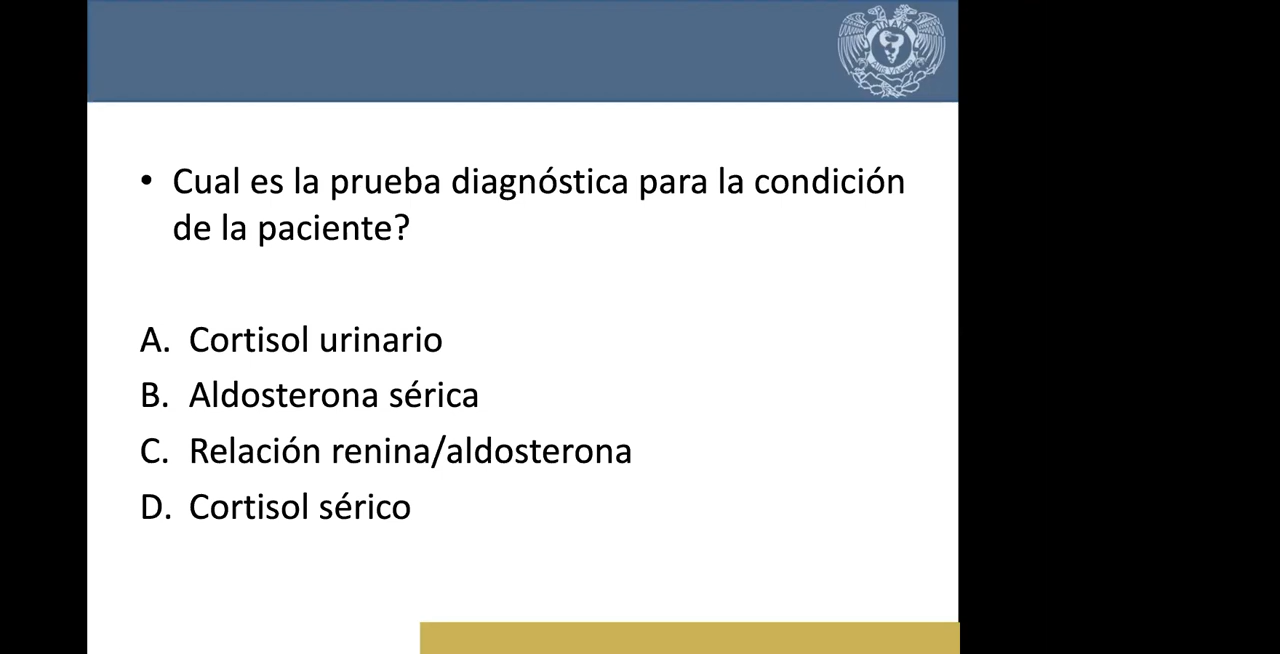 • Cual es la prueba diagnóstica para la condición
de la paciente?
A. Cortisol urinario
B. Aldosterona sérica
C. Relación renina/aldosterona
D. Cortisol sérico